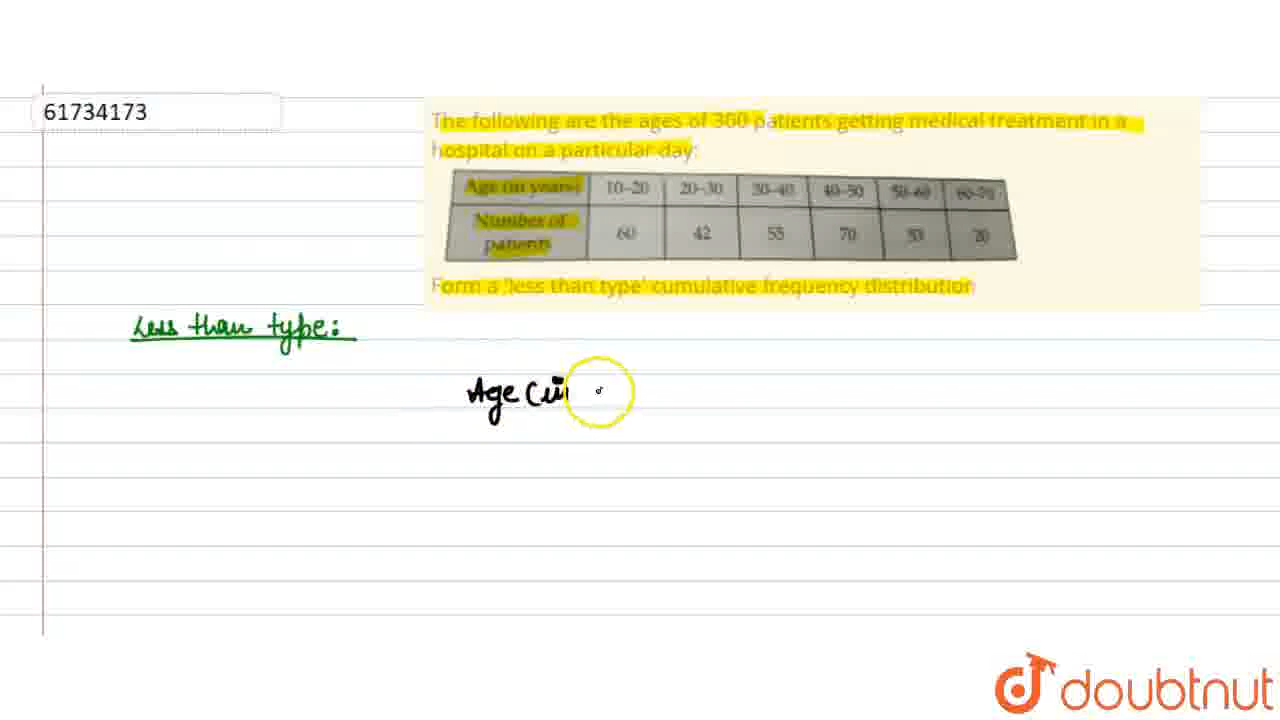 61734173
The following are the ages of 300 patients getting medical treatment in a
hospital on a particular day:
Age (in years) 10-20 20-30 30-40 40-50 50-60 60-70
Number of
patients 60 42 55 70 53 20
Form a 'less than type' cumulative frequency distribution
Less than type:
Age (in
doubtnut